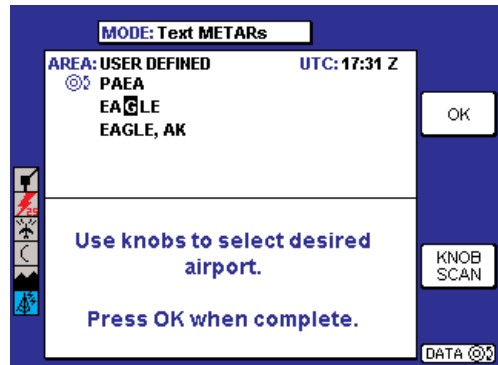 MODE: Text METARs
AREA: USER DEFINED UTC: 17:31 Z
PAEA
EAGLE
EAGLE, AK
OK
25
Use knobs to select desired
airport.
KNOB
SCAN
Press OK when complete.
DATA